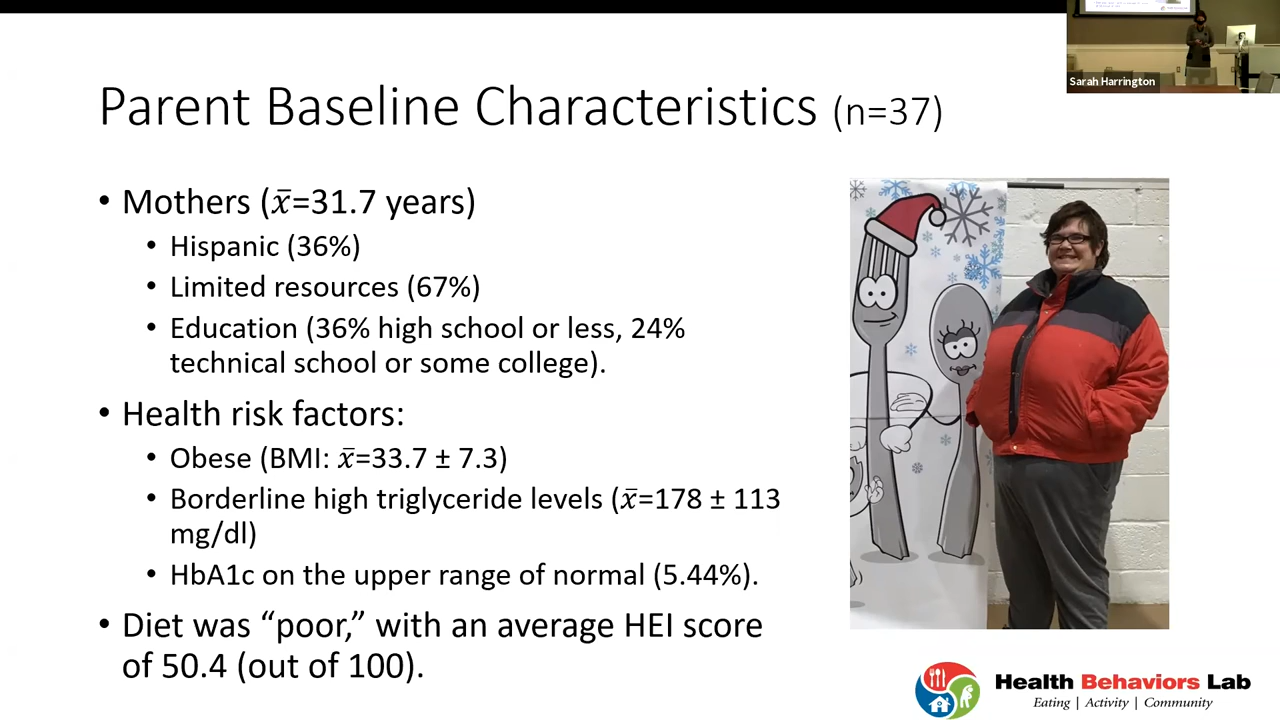 Sarah Harrington
Parent Baseline Characteristics (n=37)
• Mothers (x̄=31.7 years)
• Hispanic (36%)
• Limited resources (67%)
• Education (36% high school or less, 24%
technical school or some college).
• Health risk factors:
• Obese (BMI: x̄=33.7 ± 7.3)
• Borderline high triglyceride levels (x̄=178 ± 113
mg/dl)
• HbA1c on the upper range of normal (5.44%).
• Diet was “poor,” with an average HEI score
of 50.4 (out of 100).
Health Behaviors Lab
Eating | Activity | Community